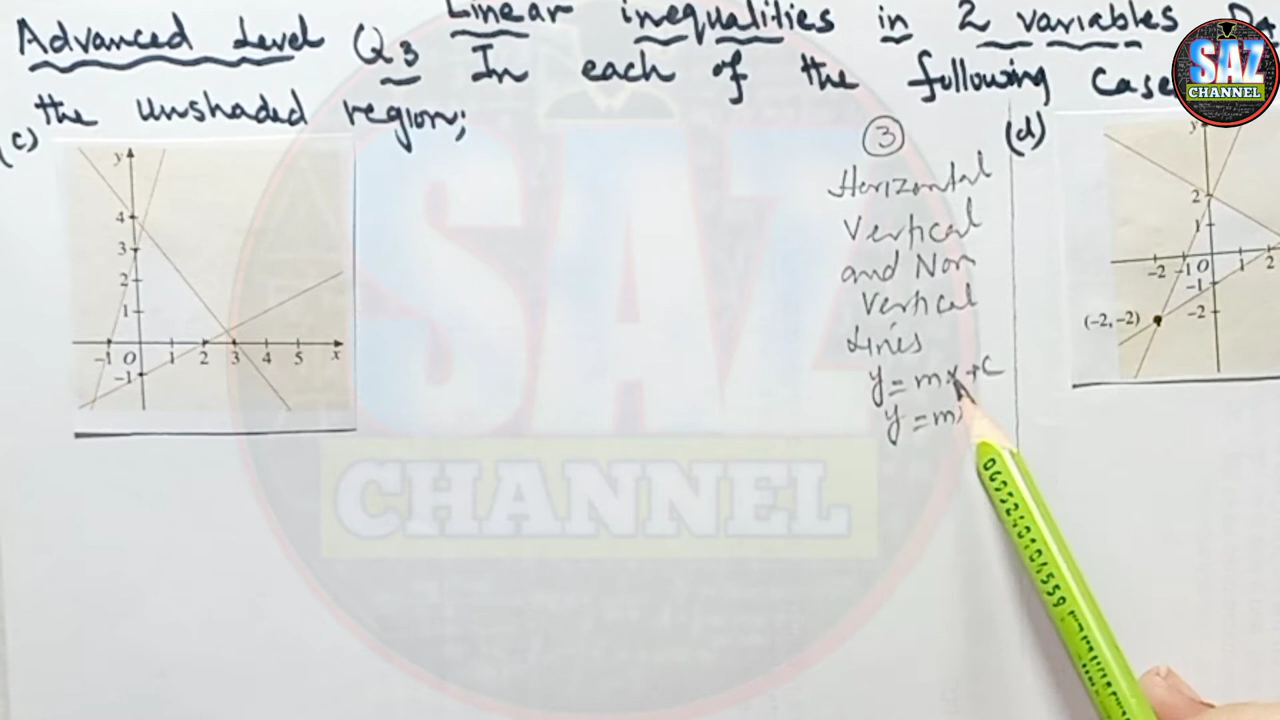 Linear inequalities in 2 variables
Advanced Level Q3 In each of the following Case
the unshaded region;
SAZ
CHANNEL
(c)
y
4
3
2
1
-1 O 1 2 3 4 5 x
-1
3
Horizontal
Vertical
and Non
Vertical
Lines
y = mx + C
y = m
(d)
y
2
1
-2 -1 O 1 2
-1
-2
(-2, -2)
SAZ
CHANNEL
0695240104559